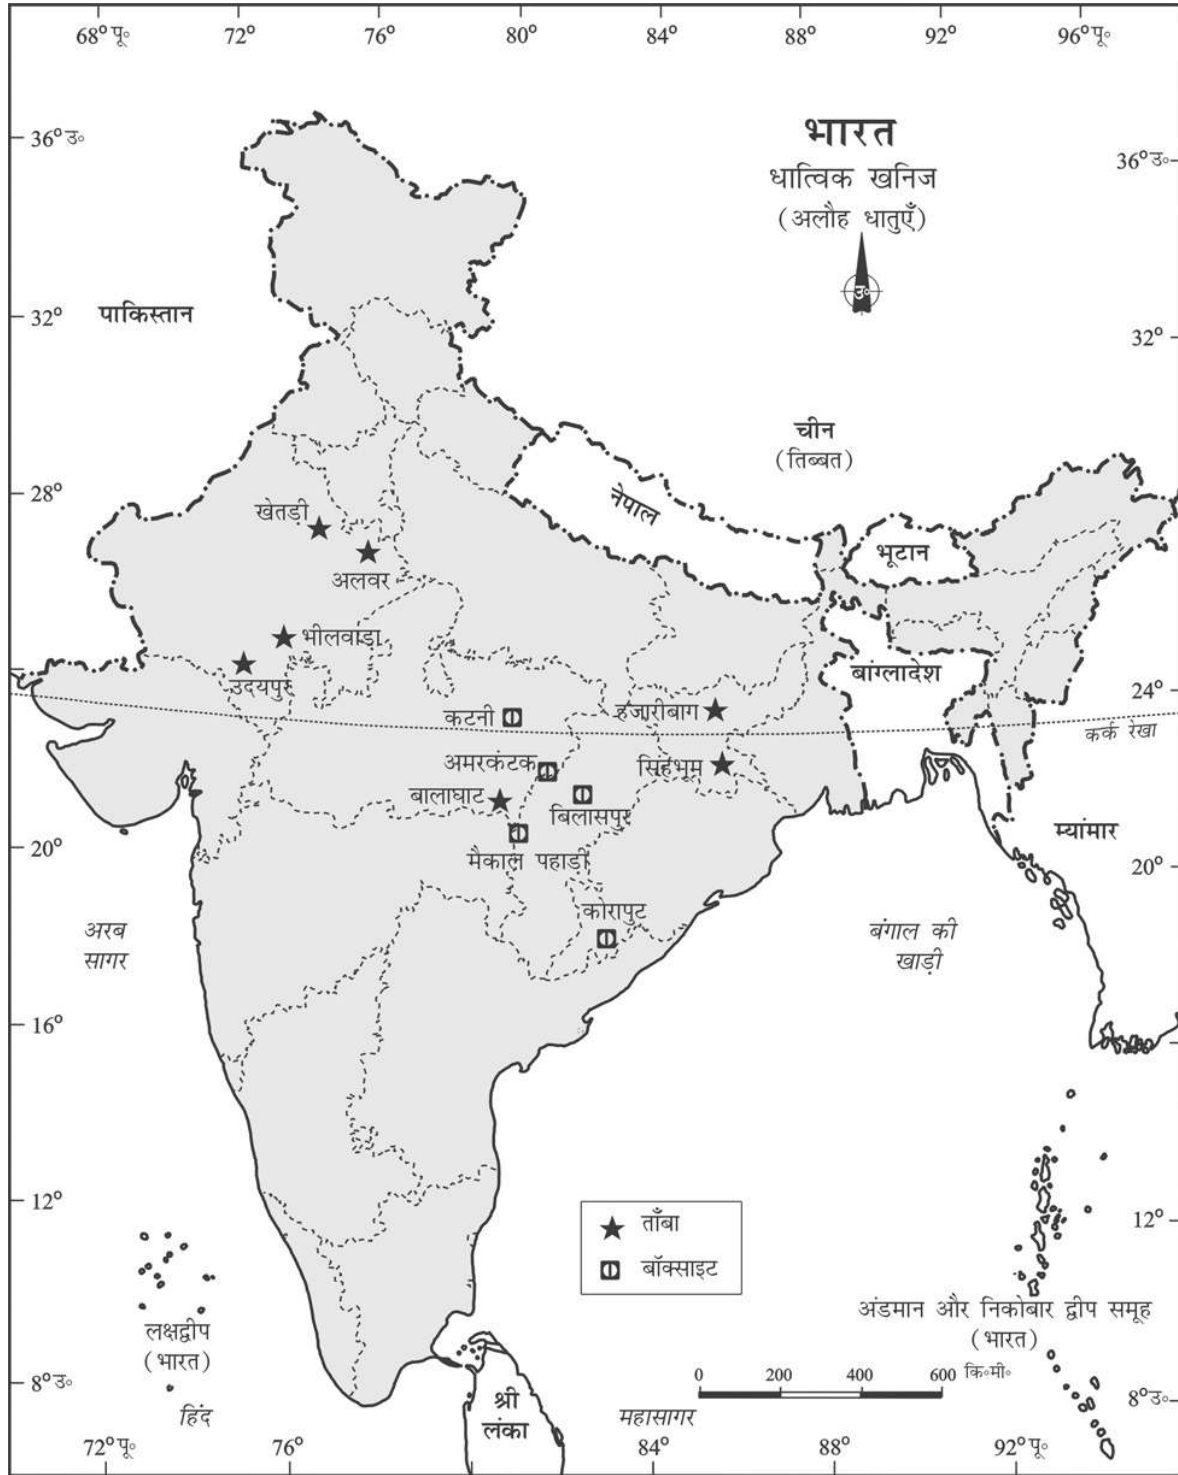 68° पू॰ 72° 76° 80° 84° 88° 92° 96° पू॰
भारत
धात्विक खनिज
(अलौह धातुएँ)
उ॰
36° उ॰
36° उ॰
पाकिस्तान
32°
32°
चीन
(तिब्बत)
28°
नेपाल
भूटान
खेतडी
अलवर
भीलवाडा
उदयपुर
बांग्लादेश
24°
कर्क रेखा
हजारीबाग
कटनी
अमरकंटक
सिंहभूम
बालाघाट
बिलासपुर
म्यांमार
20°
20°
मैकाल पहाडी
कोरापुट
अरब
सागर
बंगाल की
खाड़ी
16°
12°
12°
ताँबा
बॉक्साइट
लक्षद्वीप
(भारत)
अंडमान और निकोबार द्वीप समूह
(भारत)
0 200 400 600 कि॰मी॰
8° उ॰
8° उ॰
श्री
लंका
हिंद
महासागर
72° पू॰ 76° 80° 84° 88° 92° पू॰